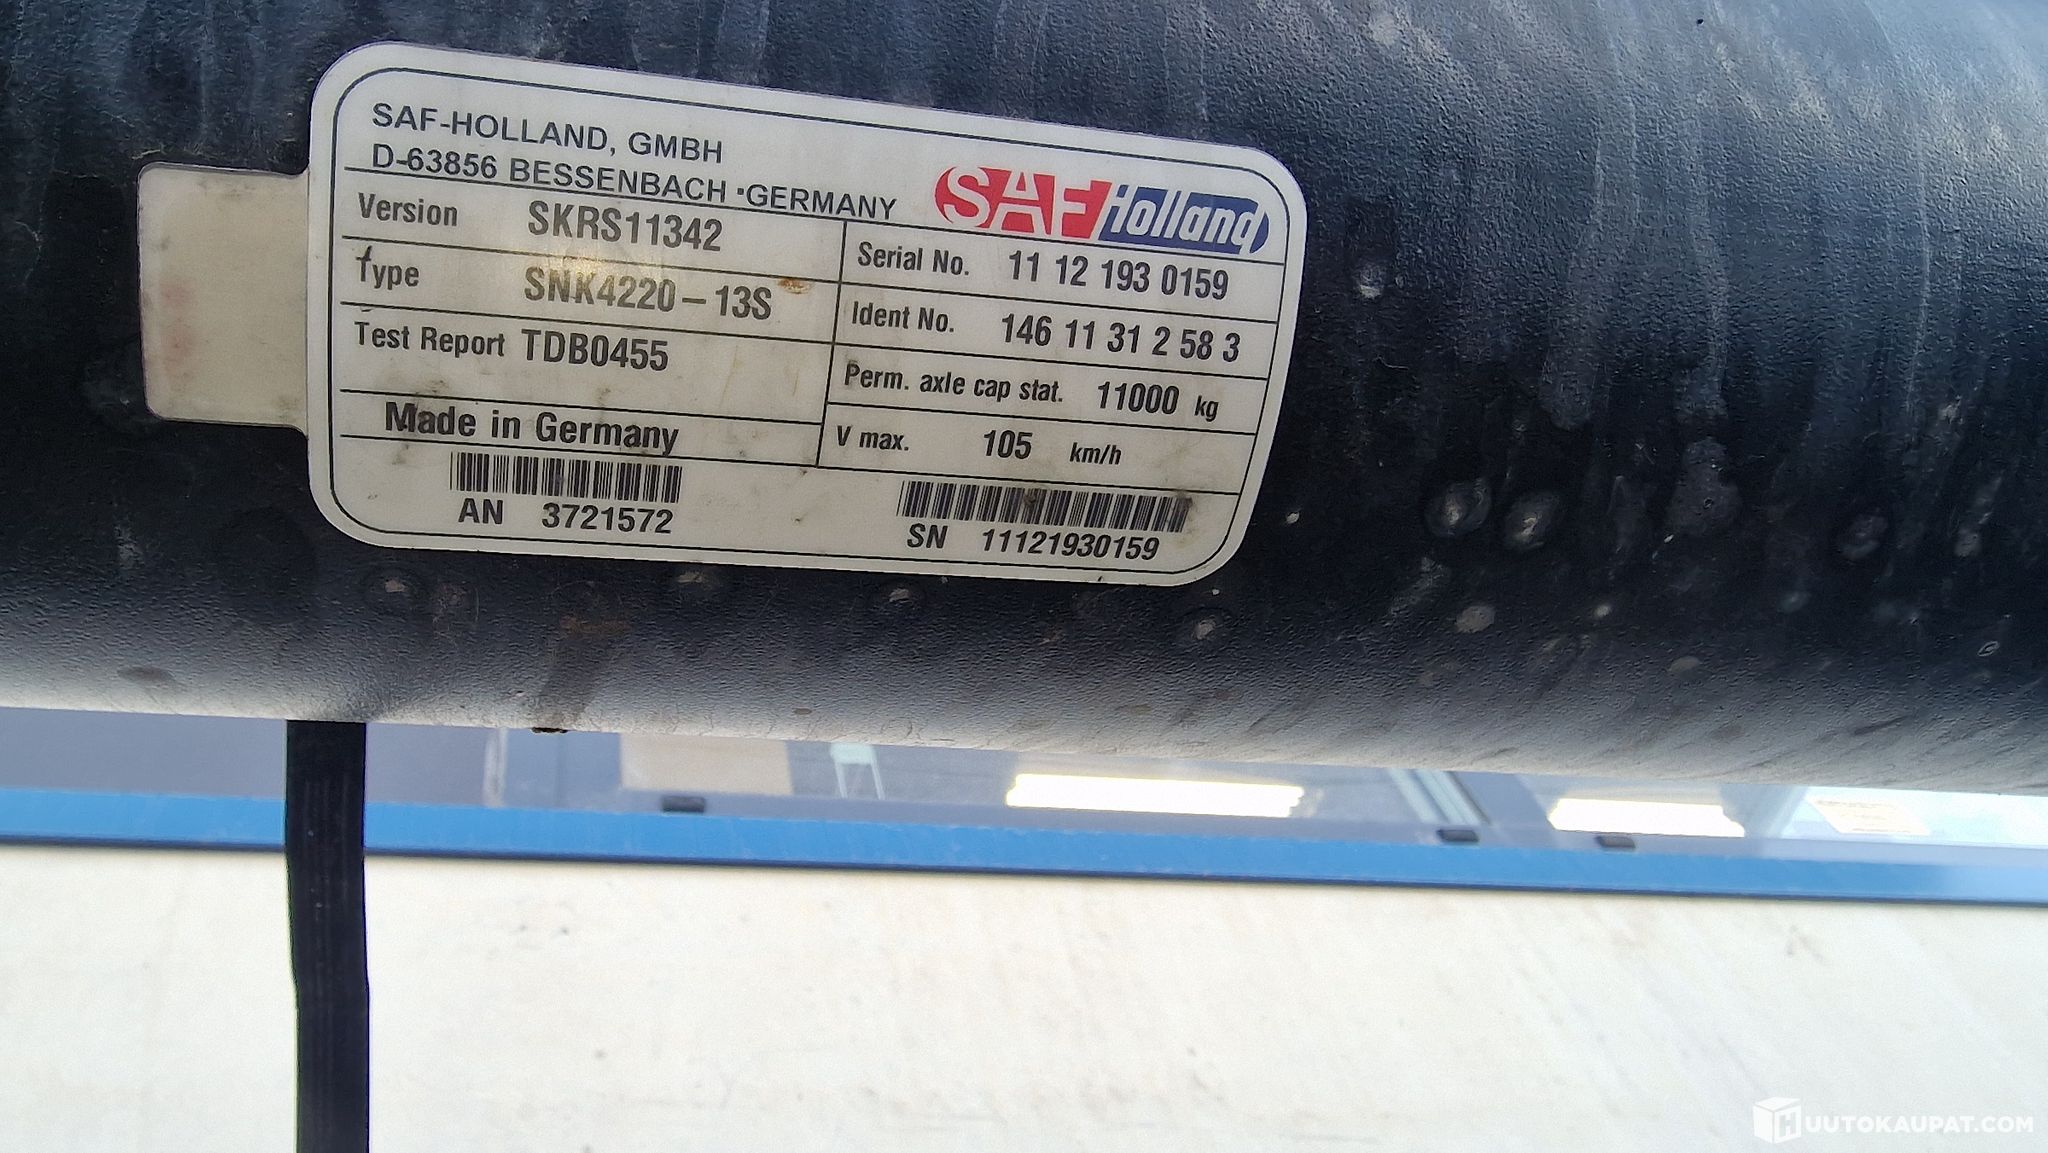 SAF-HOLLAND, GMBH
D-63856 BESSENBACH ·GERMANY
SAF Holland
Version SKRS11342
Type SNK4220-13S
Test Report TDB0455
Made in Germany
Serial No. 11 12 193 0159
Ident No. 146 11 31 2 58 3
Perm. axle cap stat. 11000 kg
V max. 105 km/h
AN 3721572
SN 11121930159
HUUTOKAUPAT.COM